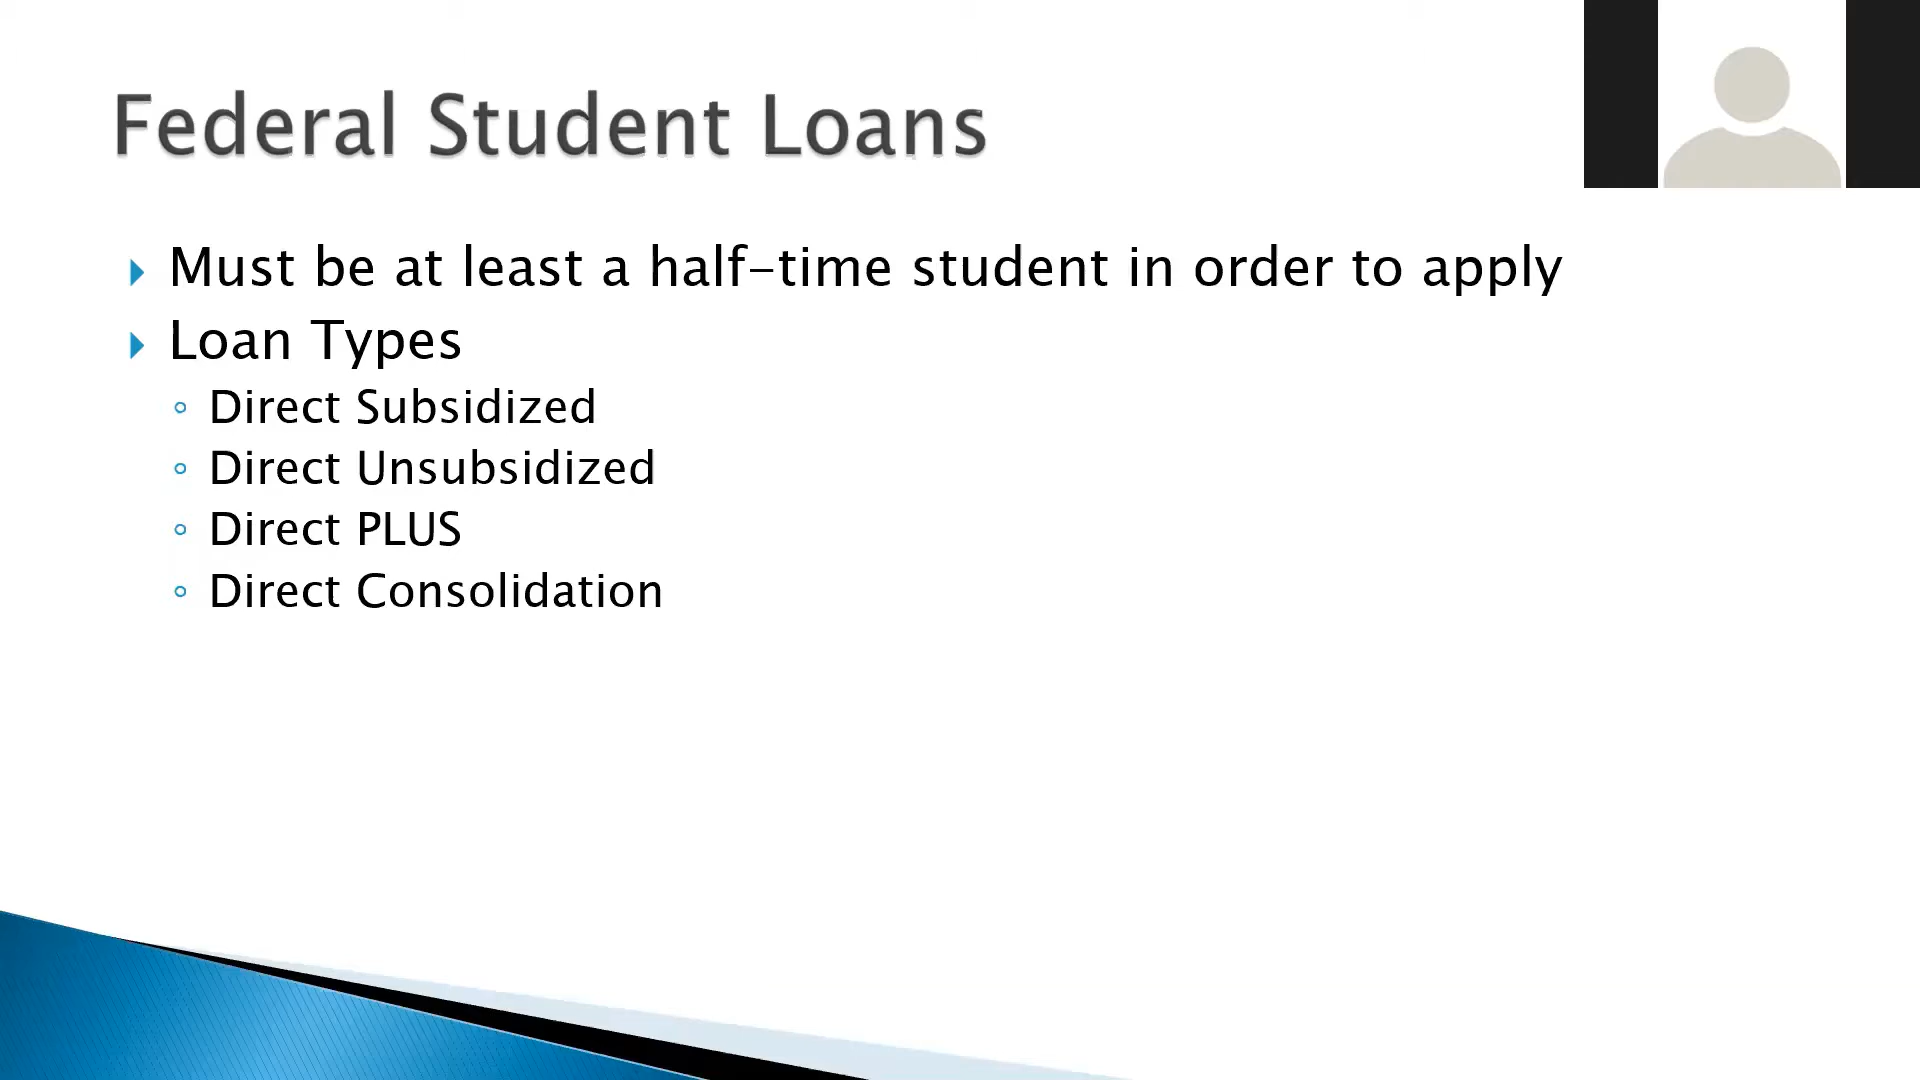 Federal Student Loans
Must be at least a half-time student in order to apply
Loan Types
Direct Subsidized
Direct Unsubsidized
Direct PLUS
Direct Consolidation